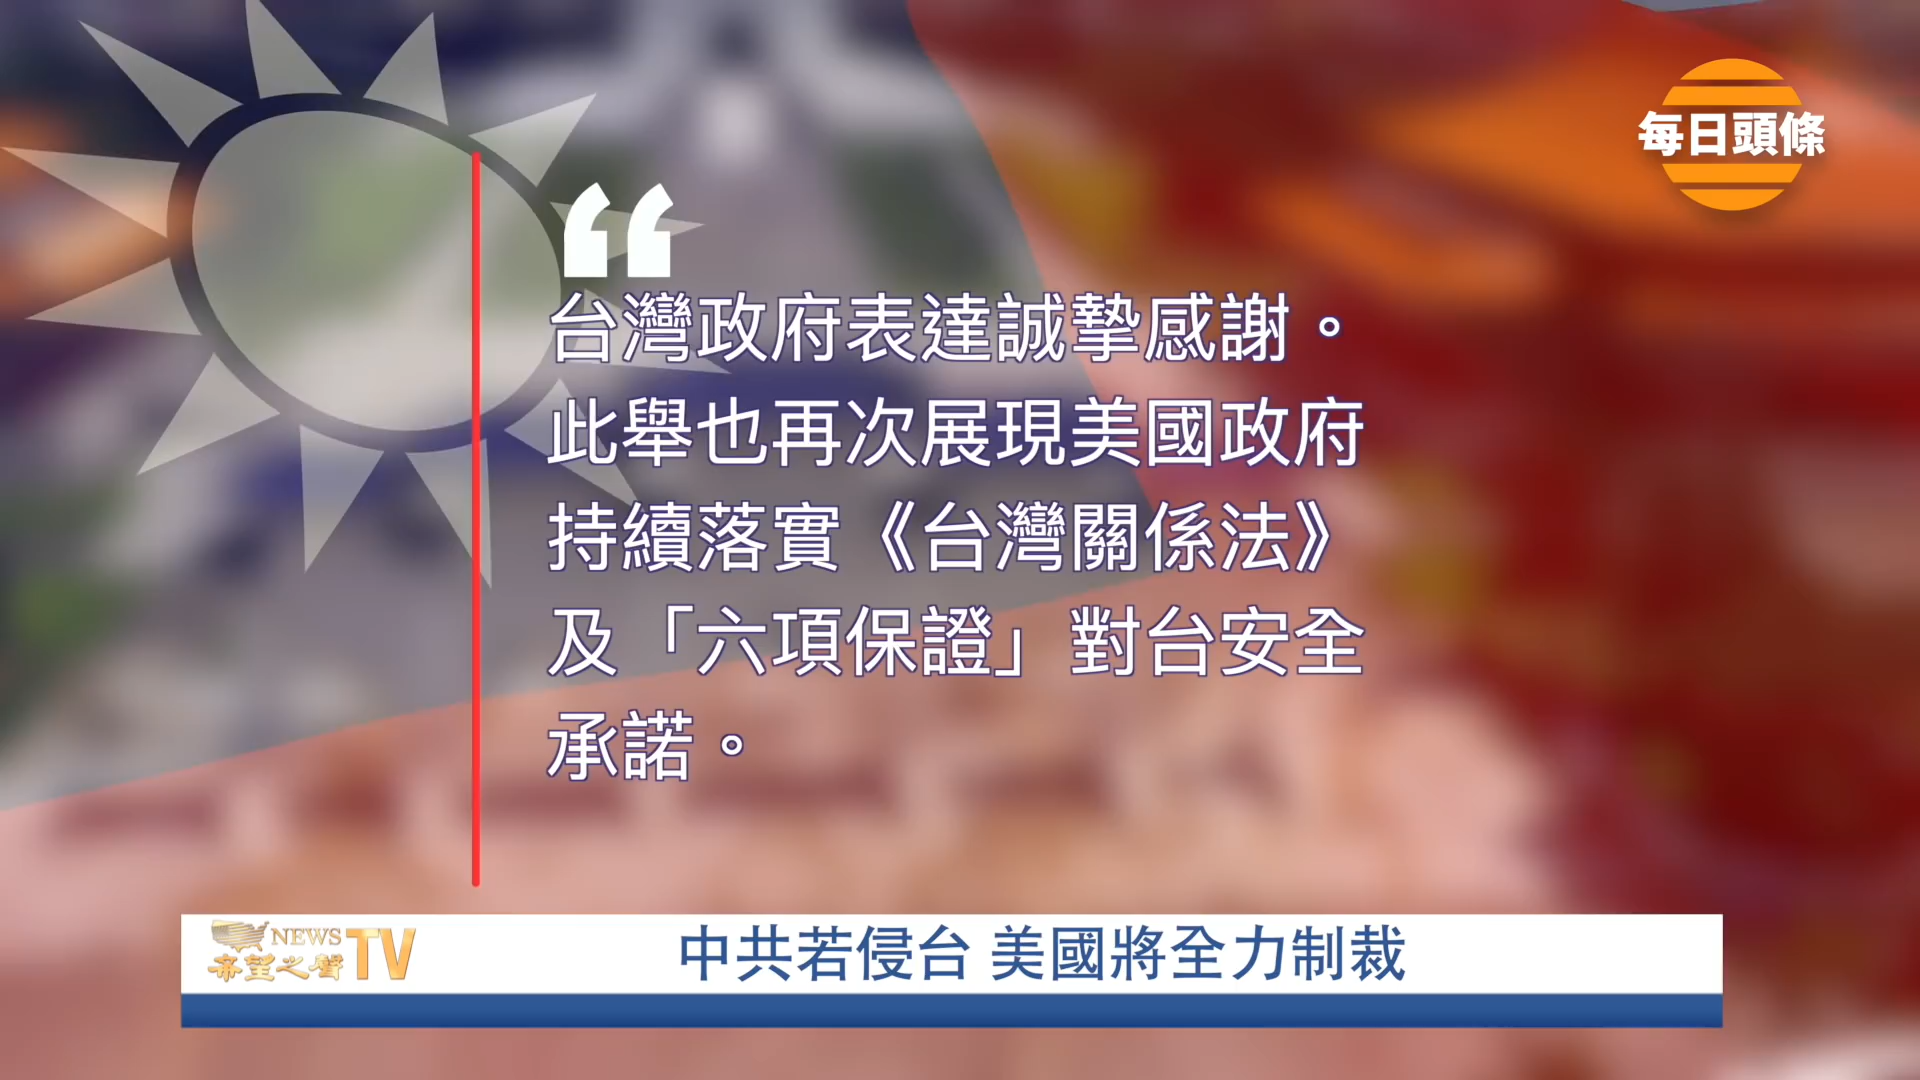 每日頭條
“
台灣政府表達誠摯感謝。
此舉也再次展現美國政府
持續落實《台灣關係法》
及「六項保證」對台安全
承諾。
NEWS
希望之聲TV
中共若侵台 美國將全力制裁